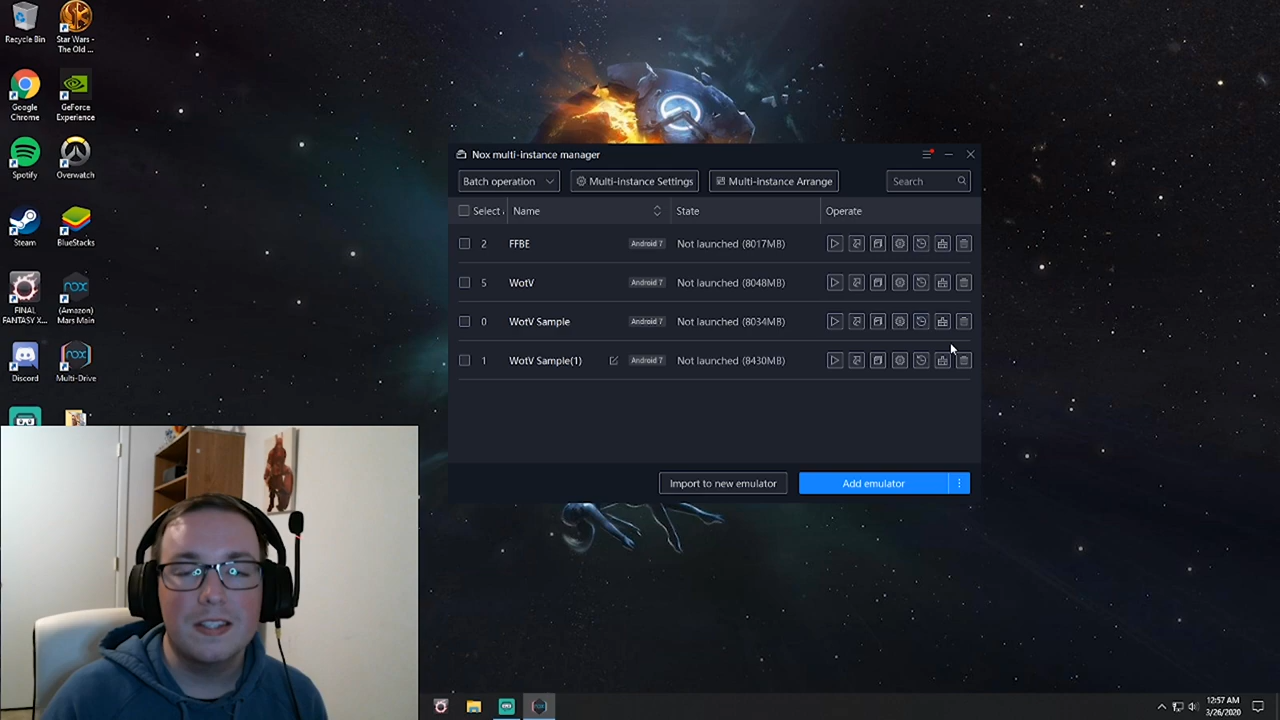 Recycle Bin
Star Wars -
The Old ...
Google
Chrome
GeForce
Experience
Spotify
Overwatch
Steam
BlueStacks
FINAL
FANTASY X...
nox
(Amazon)
Mars Main
Discord
nox
Multi-Drive
Nox multi-instance manager
Batch operation
Multi-instance Settings
Multi-instance Arrange
Search
Select
Name
State
Operate
2 FFBE Android 7 Not launched (8017MB)
5 WotV Android 7 Not launched (8048MB)
0 WotV Sample Android 7 Not launched (8034MB)
1 WotV Sample(1) Android 7 Not launched (8430MB)
Import to new emulator
Add emulator
12:57 AM
3/26/2020